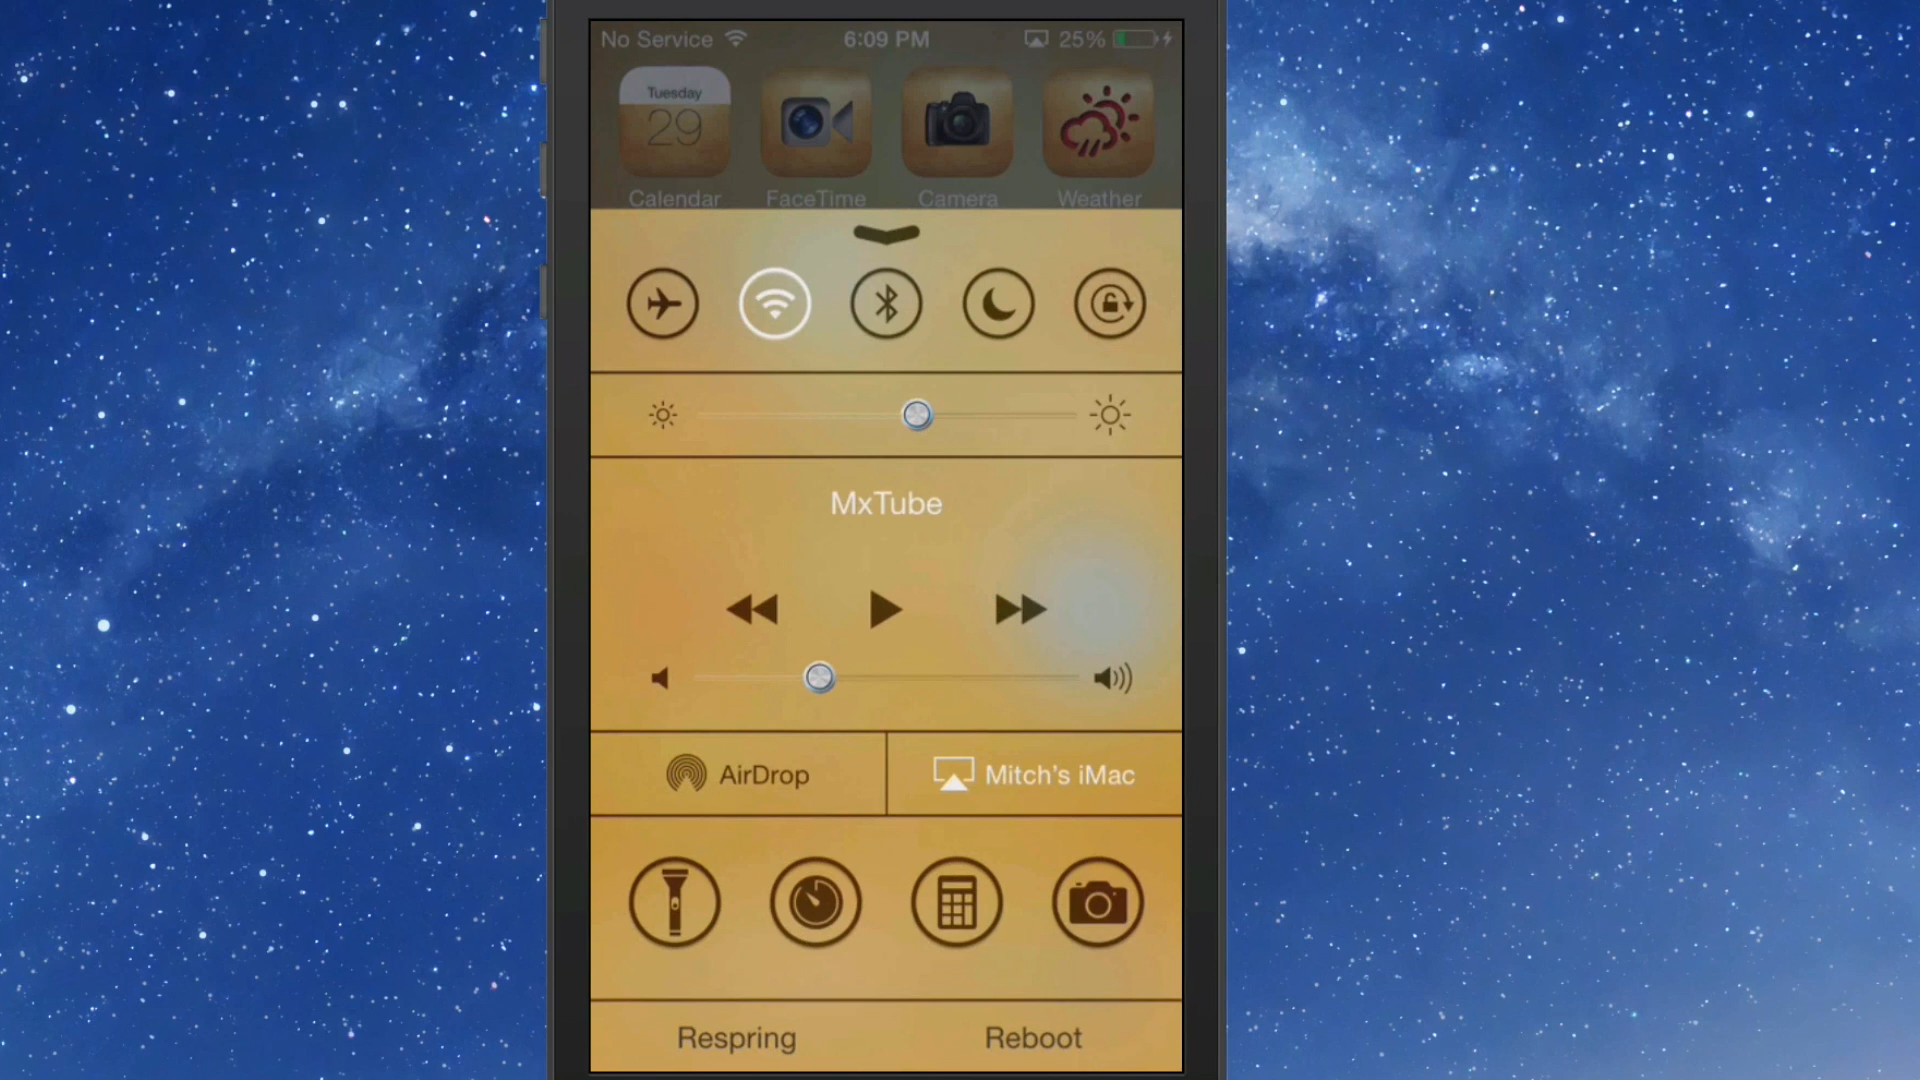 No Service 6:09 PM 25%
Tuesday
29
Calendar FaceTime Camera Weather
MxTube
AirDrop Mitch's iMac
Respring Reboot